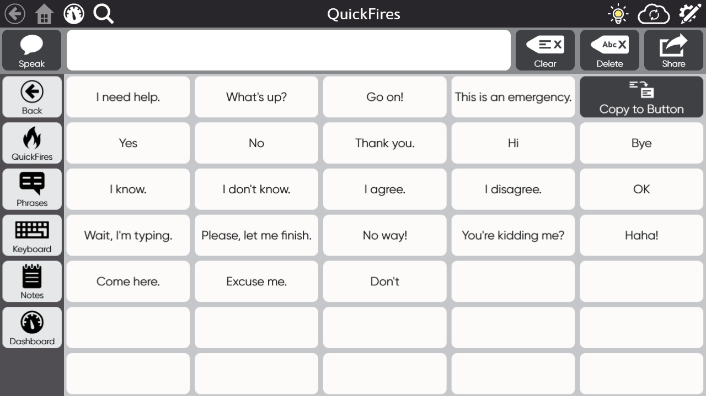 QuickFires
Speak
Clear
Abc X
Delete
Share
Back
I need help.
What's up?
Go on!
This is an emergency.
Copy to Button
QuickFires
Yes
No
Thank you.
Hi
Bye
Phrases
I know.
I don't know.
I agree.
I disagree.
OK
Keyboard
Wait, I'm typing.
Please, let me finish.
No way!
You're kidding me?
Haha!
Notes
Come here.
Excuse me.
Don't
Dashboard